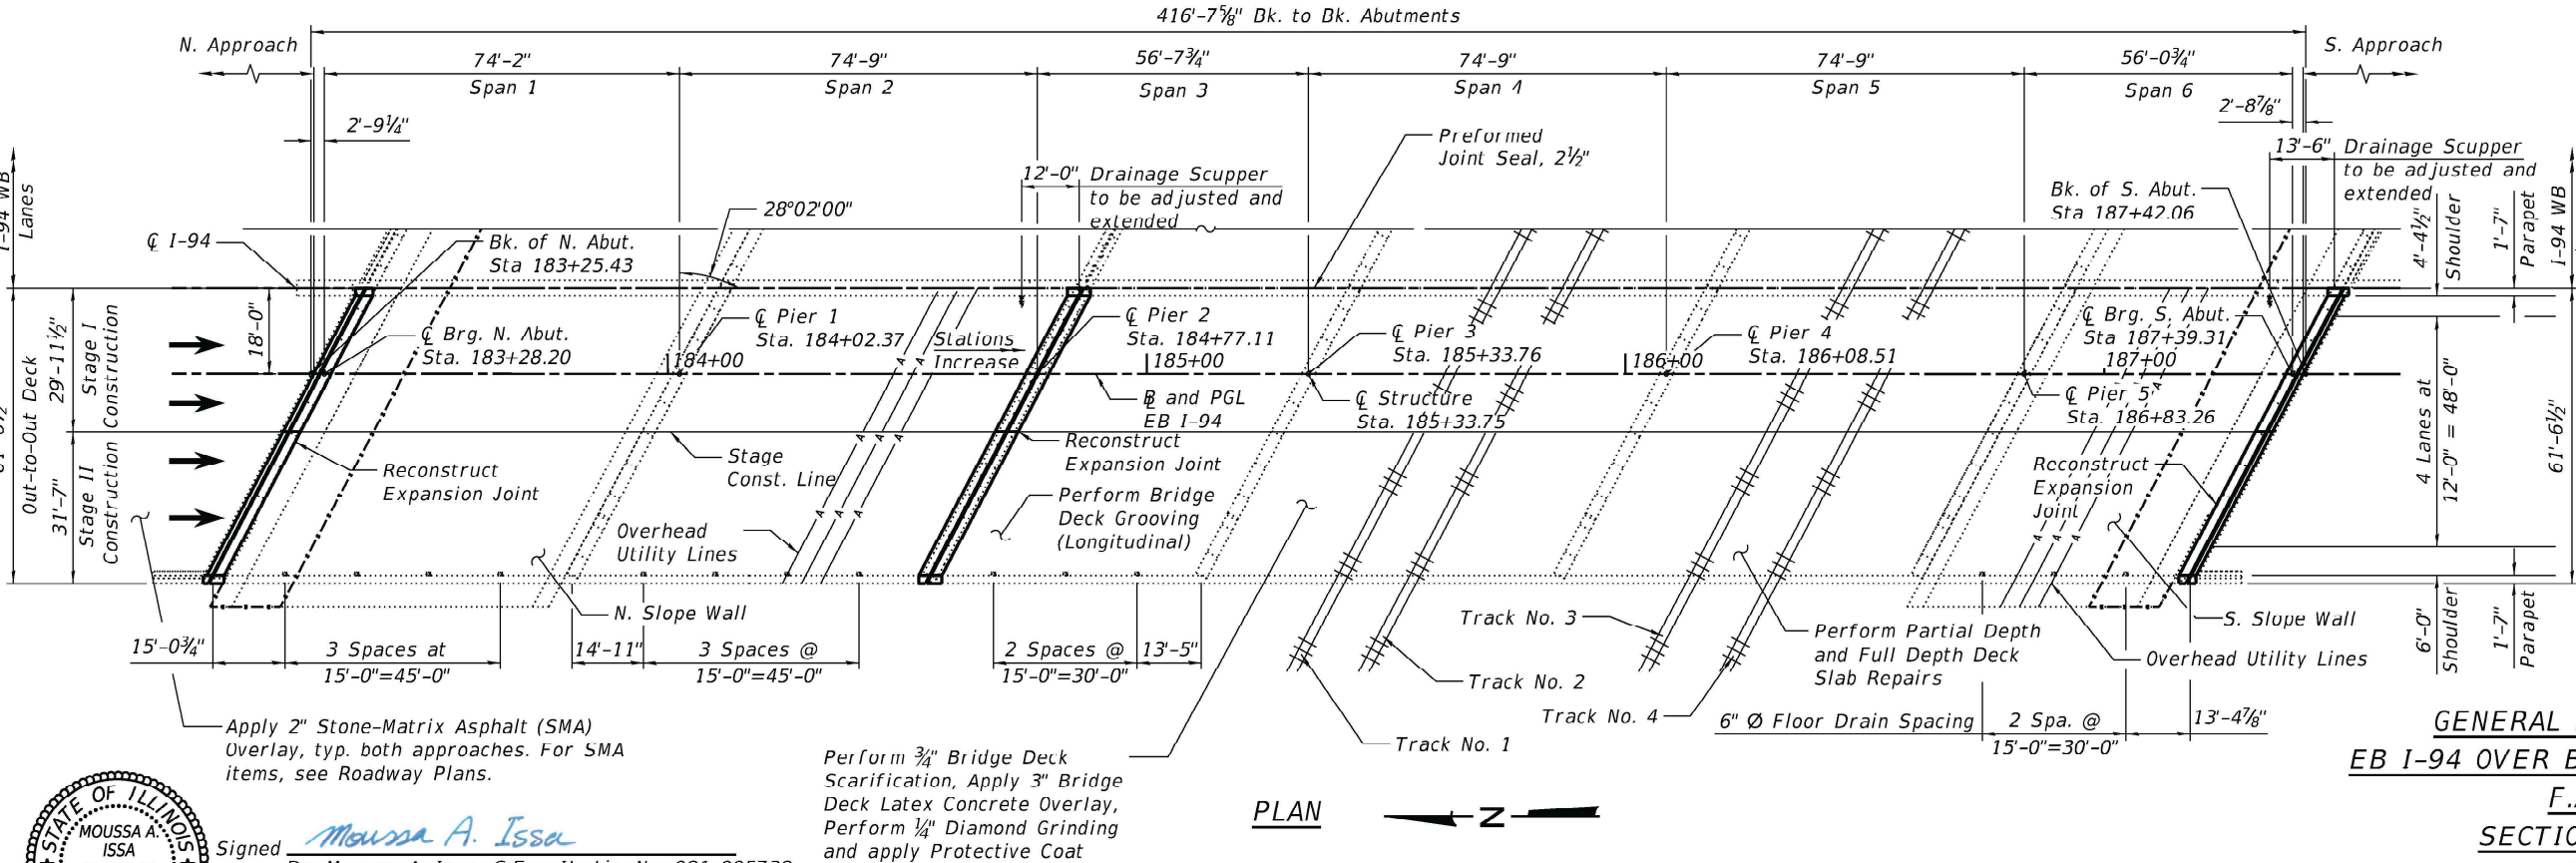 416'-7⅝" Bk. to Bk. Abutments
N. Approach
S. Approach
74'-2"
Span 1
74'-9"
Span 2
56'-7¾"
Span 3
74'-9"
Span 4
74'-9"
Span 5
56'-0¾"
Span 6
2'-9¼"
2'-8⅞"
12'-0"
Drainage Scupper
to be adjusted and
extended
Preformed
Joint Seal, 2½"
13'-6"
Drainage Scupper
to be adjusted and
extended
28°02'00"
I-94 WB
Lanes
℄ I-94
Bk. of N. Abut.
Sta 183+25.43
Bk. of S. Abut.
Sta 187+42.06
℄ Brg. N. Abut.
Sta. 183+28.20
℄ Pier 1
Sta. 184+02.37
Stations
Increase
℄ Pier 2
Sta. 184+77.11
℄ Pier 3
Sta. 185+33.76
℄ Pier 4
Sta. 186+08.51
℄ Brg. S. Abut.
Sta 187+39.31
184+00
185+00
186+00
187+00
℄ Pier 5
Sta. 186+83.26
B and PGL
EB I-94
℄ Structure
Sta. 185+33.75
18'-0"
Out-to-Out Deck
29'-11½"
Stage I
Construction
31'-7"
Stage II
Construction
Reconstruct
Expansion Joint
Stage
Const. Line
Reconstruct
Expansion Joint
Reconstruct
Expansion
Joint
Overhead
Utility Lines
A A A
A A A
A A A
A
A A A
A A A
Perform Bridge
Deck Grooving
(Longitudinal)
4'-4½"
Shoulder
1'-7"
Parapet
I-94 WB
4 Lanes at
12'-0" = 48'-0"
61'-6½"
6'-0"
Shoulder
1'-7"
Parapet
N. Slope Wall
S. Slope Wall
Track No. 3
Track No. 2
Track No. 4
Track No. 1
Perform Partial Depth
and Full Depth Deck
Slab Repairs
Overhead Utility Lines
15'-0¾"
3 Spaces at
15'-0"=45'-0"
14'-11"
3 Spaces @
15'-0"=45'-0"
2 Spaces @
15'-0"=30'-0"
13'-5"
6" Ø Floor Drain Spacing
2 Spa. @
15'-0"=30'-0"
13'-4⅞"
Apply 2" Stone-Matrix Asphalt (SMA)
Overlay, typ. both approaches. For SMA
items, see Roadway Plans.
Perform ¾" Bridge Deck
Scarification, Apply 3" Bridge
Deck Latex Concrete Overlay,
Perform ¼" Diamond Grinding
and apply Protective Coat
PLAN
N
GENERAL
EB I-94 OVER B
F.
SECTIO
STATE OF ILLINOIS
MOUSSA A.
ISSA
Signed Moussa A. Issa